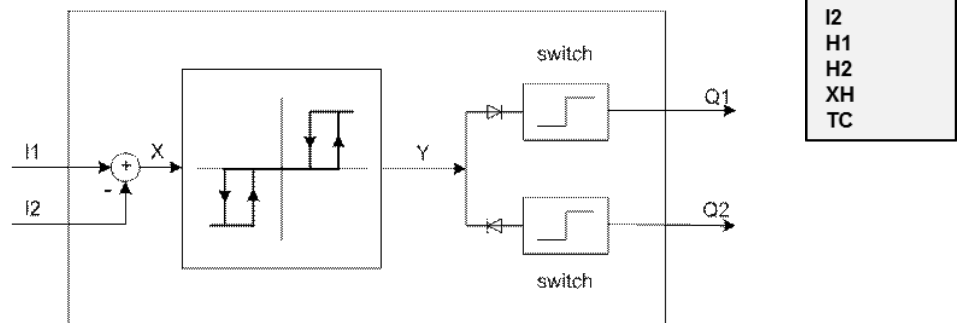 I2
H1
H2
XH
TC
switch
Q1
I1
+
X
Y
-
I2
Q2
switch